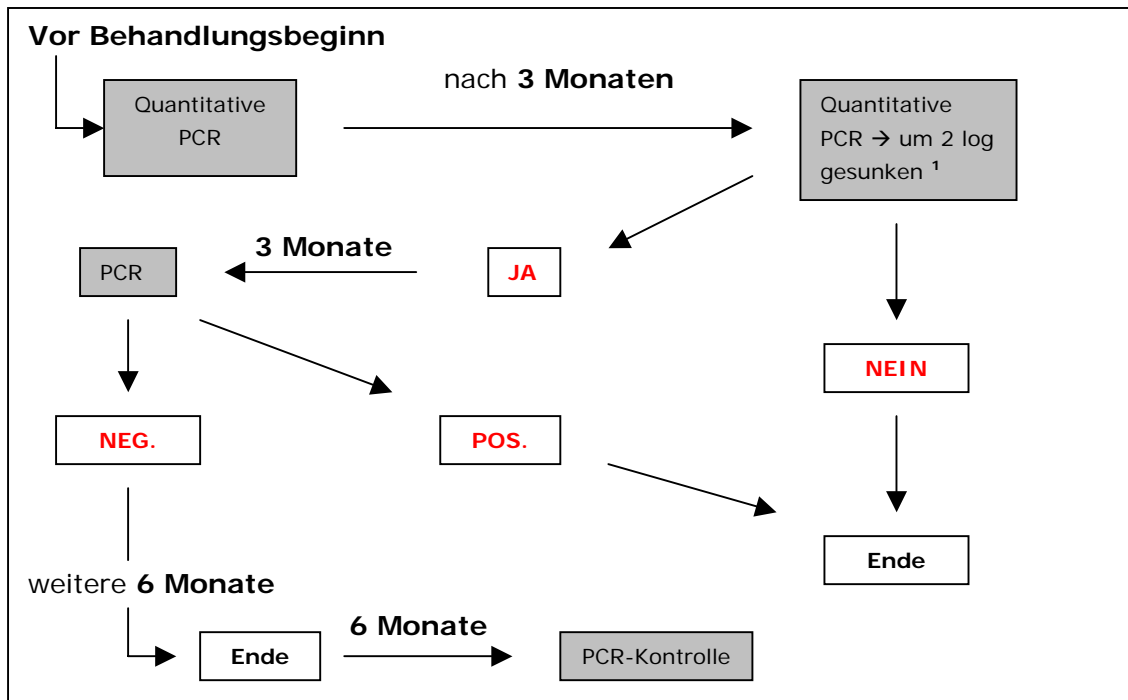 Vor Behandlungsbeginn
nach 3 Monaten
Quantitative
PCR
Quantitative
PCR → um 2 log
gesunken ¹
3 Monate
PCR
JA
NEIN
NEG.
POS.
Ende
weitere 6 Monate
6 Monate
Ende
PCR-Kontrolle